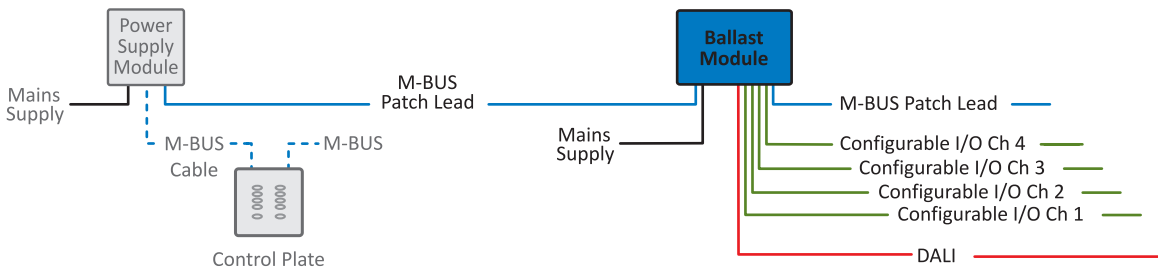 Power
Supply
Module
Ballast
Module
M-BUS
Patch Lead
Mains
Supply
M-BUS Patch Lead
M-BUS
Cable
M-BUS
Mains
Supply
Configurable I/O Ch 4
Configurable I/O Ch 3
Configurable I/O Ch 2
Configurable I/O Ch 1
Control Plate
DALI